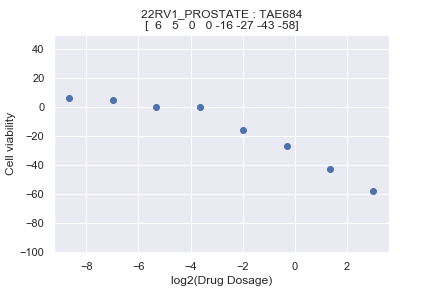 22RV1_PROSTATE : TAE684
[  6   5   0   0 -16 -27 -43 -58]
40
20
0
−20
−40
−60
−80
−100
Cell viability
−8 −6 −4 −2 0 2
log2(Drug Dosage)